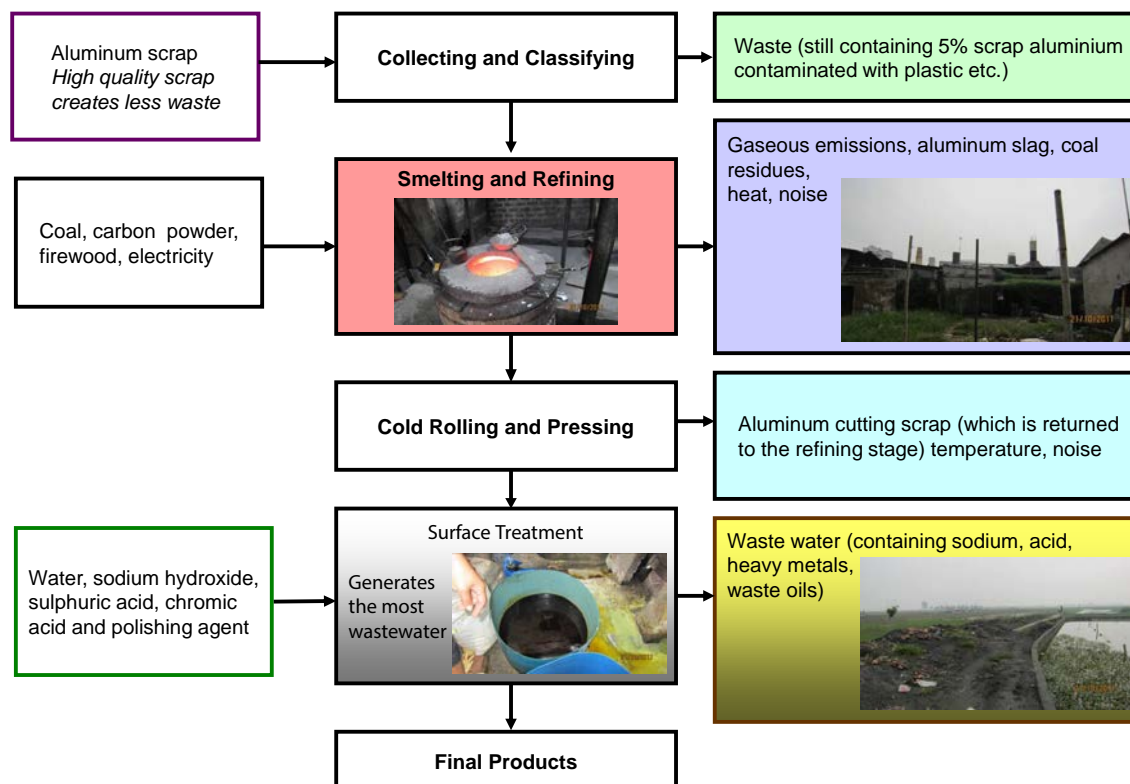 Aluminum scrap
High quality scrap
creates less waste
Collecting and Classifying
Waste (still containing 5% scrap aluminium
contaminated with plastic etc.)
Coal, carbon powder,
firewood, electricity
Smelting and Refining
Gaseous emissions, aluminum slag, coal
residues,
heat, noise
21/10/2011
Cold Rolling and Pressing
Aluminum cutting scrap (which is returned
to the refining stage) temperature, noise
Water, sodium hydroxide,
sulphuric acid, chromic
acid and polishing agent
Surface Treatment
Generates
the most
wastewater
Waste water (containing sodium, acid,
heavy metals,
waste oils)
Final Products